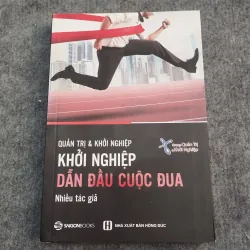 QUẢN TRỊ & KHỞI NGHIỆP
KHỞI NGHIỆP
DẪN ĐẦU CUỘC ĐUA
Nhiều tác giả
SAIGONBOOKS
NHÀ XUẤT BẢN HỒNG ĐỨC